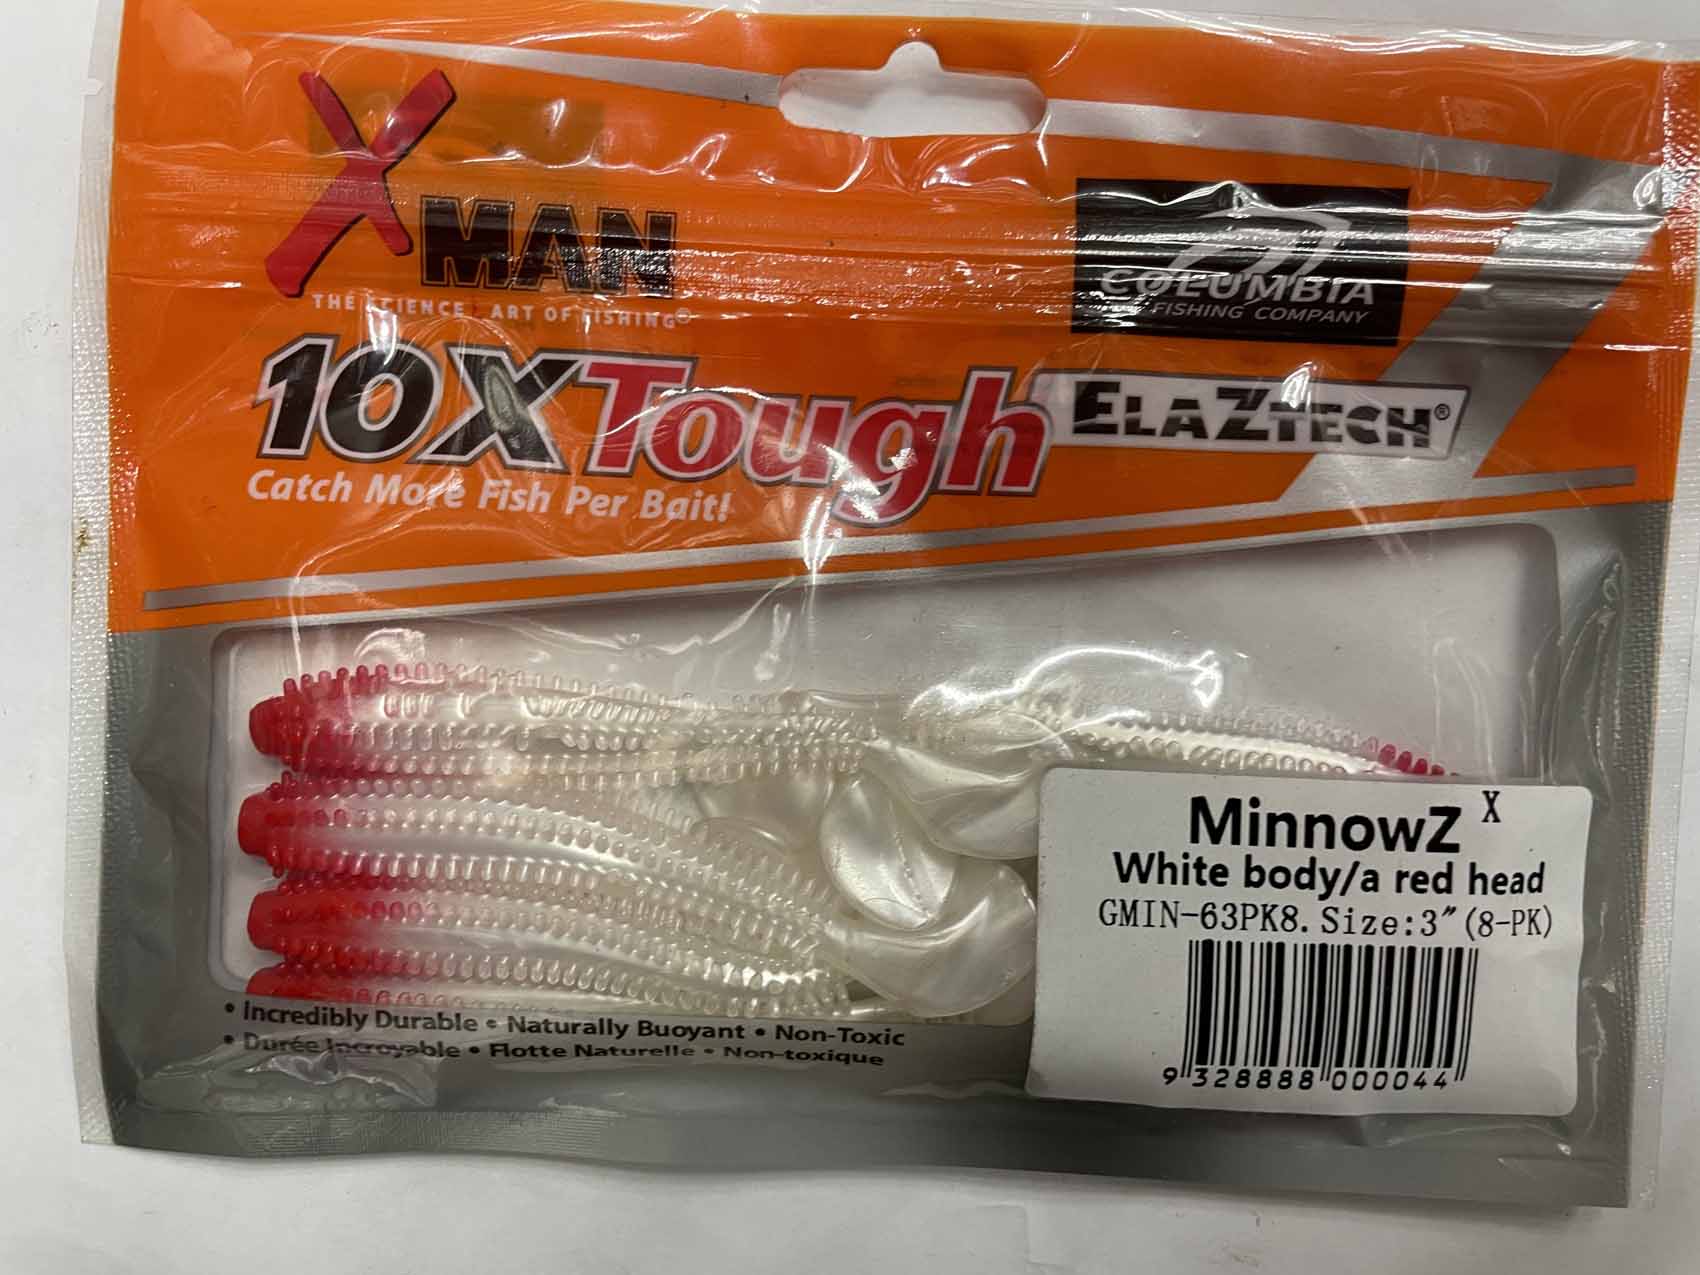 X MAN
THE SCIENCE & ART OF FISHING®
COLUMBIA
FISHING COMPANY
10X Tough ELAZTECH®
Catch More Fish Per Bait!
MinnowZ X
White body/a red head
GMIN-63PK8. Size:3″(8-PK)
9 328888 000044
• Incredibly Durable • Naturally Buoyant • Non-Toxic
• Durée Incroyable • Flotte Naturelle • Non-toxique